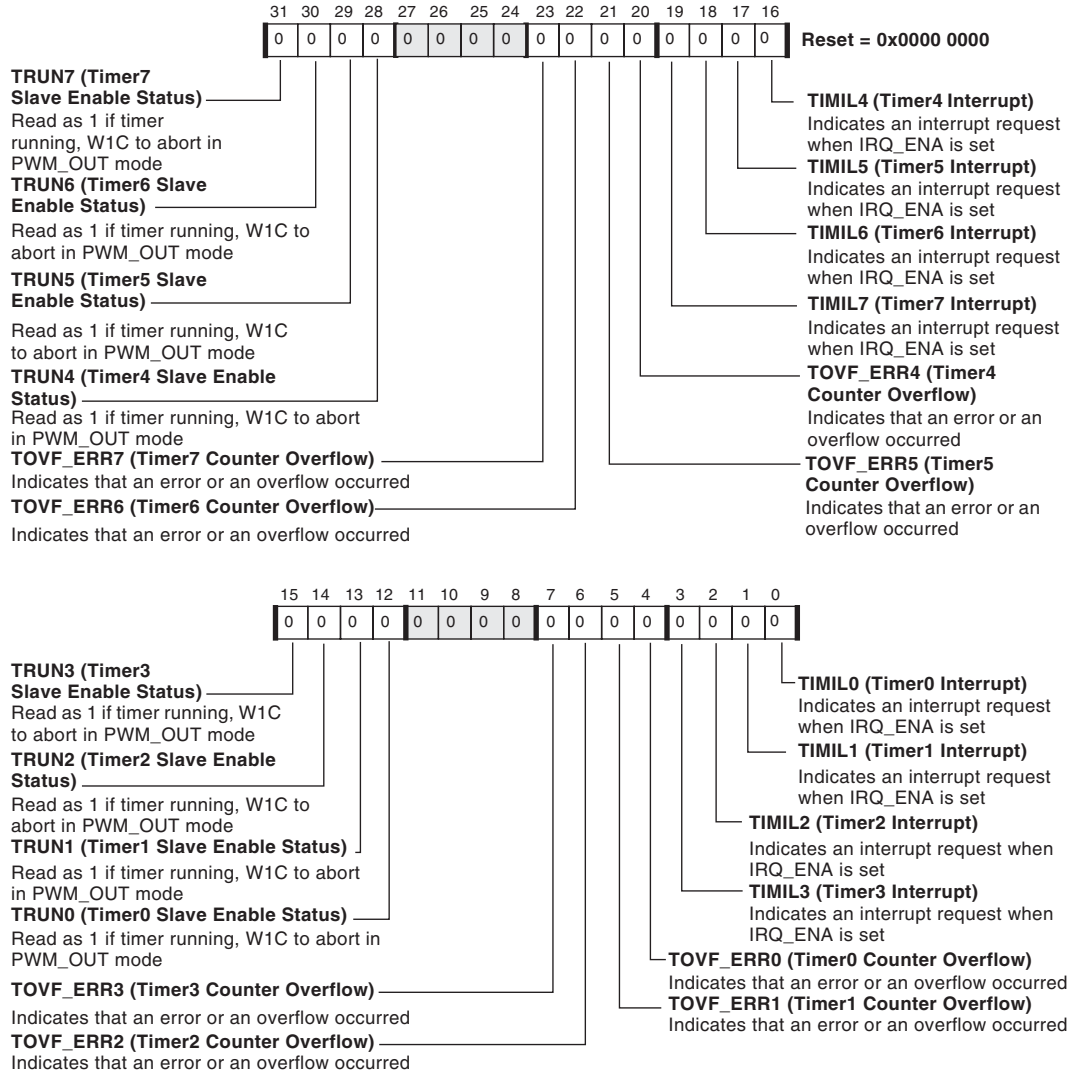 31 30 29 28 27 26 25 24 23 22 21 20 19 18 17 16
0 0 0 0 0 0 0 0 0 0 0 0 0 0 0 0
Reset = 0x0000 0000
TRUN7 (Timer7
Slave Enable Status)
Read as 1 if timer
running, W1C to abort in
PWM_OUT mode
TRUN6 (Timer6 Slave
Enable Status)
Read as 1 if timer running, W1C to
abort in PWM_OUT mode
TRUN5 (Timer5 Slave
Enable Status)
Read as 1 if timer running, W1C
to abort in PWM_OUT mode
TRUN4 (Timer4 Slave Enable
Status)
Read as 1 if timer running, W1C to abort
in PWM_OUT mode
TOVF_ERR7 (Timer7 Counter Overflow)
Indicates that an error or an overflow occurred
TOVF_ERR6 (Timer6 Counter Overflow)
Indicates that an error or an overflow occurred
TIMIL4 (Timer4 Interrupt)
Indicates an interrupt request
when IRQ_ENA is set
TIMIL5 (Timer5 Interrupt)
Indicates an interrupt request
when IRQ_ENA is set
TIMIL6 (Timer6 Interrupt)
Indicates an interrupt request
when IRQ_ENA is set
TIMIL7 (Timer7 Interrupt)
Indicates an interrupt request
when IRQ_ENA is set
TOVF_ERR4 (Timer4
Counter Overflow)
Indicates that an error or an
overflow occurred
TOVF_ERR5 (Timer5
Counter Overflow)
Indicates that an error or an
overflow occurred
15 14 13 12 11 10 9 8 7 6 5 4 3 2 1 0
0 0 0 0 0 0 0 0 0 0 0 0 0 0 0 0
TRUN3 (Timer3
Slave Enable Status)
Read as 1 if timer running, W1C
to abort in PWM_OUT mode
TRUN2 (Timer2 Slave Enable
Status)
Read as 1 if timer running, W1C to
abort in PWM_OUT mode
TRUN1 (Timer1 Slave Enable Status)
Read as 1 if timer running, W1C to abort
in PWM_OUT mode
TRUN0 (Timer0 Slave Enable Status)
Read as 1 if timer running, W1C to abort in
PWM_OUT mode
TOVF_ERR3 (Timer3 Counter Overflow)
Indicates that an error or an overflow occurred
TOVF_ERR2 (Timer2 Counter Overflow)
Indicates that an error or an overflow occurred
TIMIL0 (Timer0 Interrupt)
Indicates an interrupt request
when IRQ_ENA is set
TIMIL1 (Timer1 Interrupt)
Indicates an interrupt request
when IRQ_ENA is set
TIMIL2 (Timer2 Interrupt)
Indicates an interrupt request when
IRQ_ENA is set
TIMIL3 (Timer3 Interrupt)
Indicates an interrupt request when
IRQ_ENA is set
TOVF_ERR0 (Timer0 Counter Overflow)
Indicates that an error or an overflow occurred
TOVF_ERR1 (Timer1 Counter Overflow)
Indicates that an error or an overflow occurred